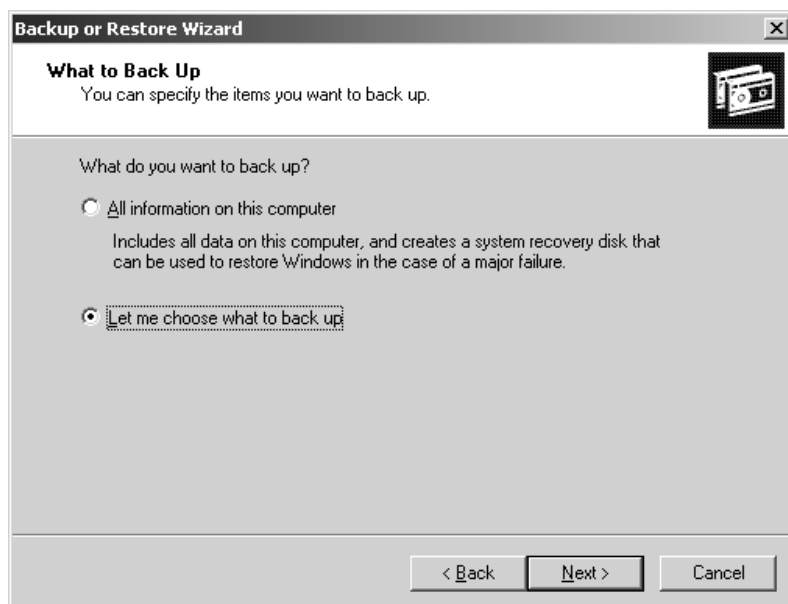 Backup or Restore Wizard
What to Back Up
You can specify the items you want to back up.
What do you want to back up?
All information on this computer
Includes all data on this computer, and creates a system recovery disk that
can be used to restore Windows in the case of a major failure.
Let me choose what to back up
< Back Next > Cancel